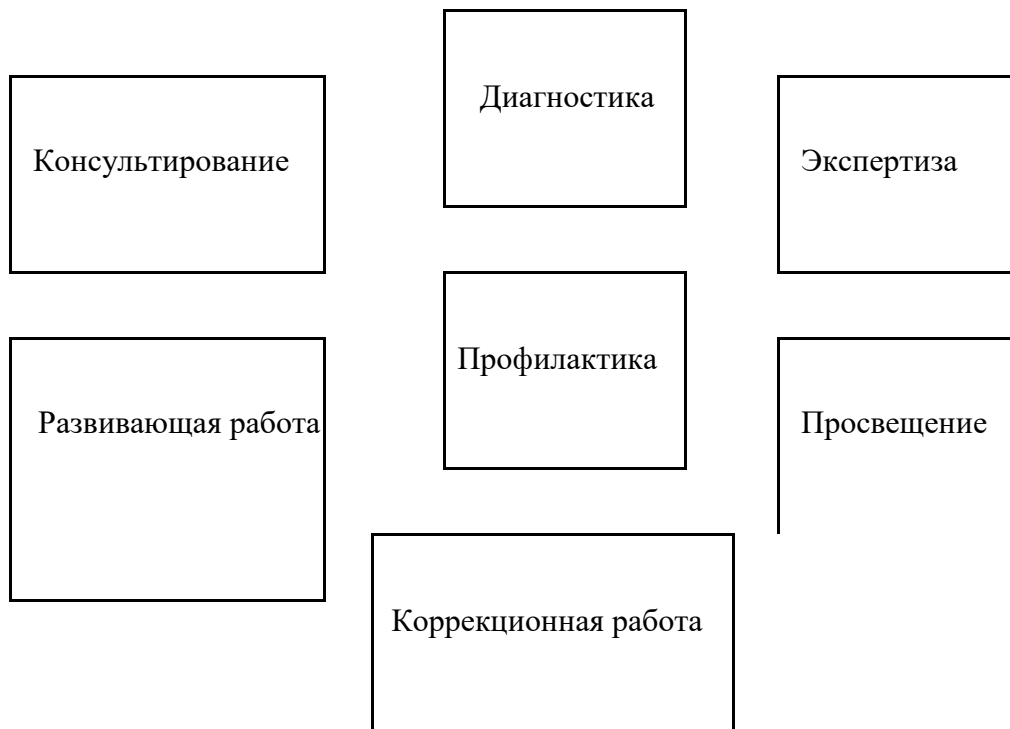 Диагностика
Консультирование
Экспертиза
Профилактика
Развивающая работа
Просвещение
Коррекционная работа